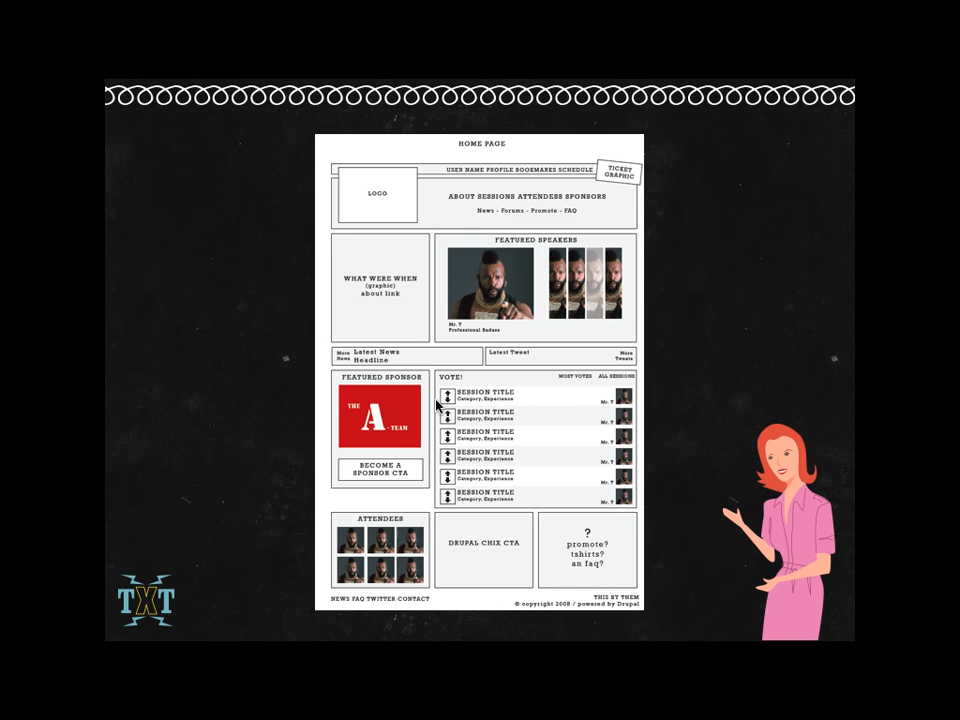 HOME PAGE
USER NAME PROFILE BOOKMARKS SCHEDULE
TICKET
GRAPHIC
LOGO
ABOUT SESSIONS ATTENDESS SPONSORS
News - Forums - Promote - FAQ
WHAT WERE WHEN
(graphic)
about link
FEATURED SPEAKERS
Mr. T
Professional Badass
More
News
Latest News
Headline
Latest Tweet
More
Tweets
FEATURED SPONSOR
THE A-TEAM
BECOME A
SPONSOR CTA
VOTE!
MOST VOTES ALL SESSIONS
SESSION TITLE
Category, Experience
Mr. T
SESSION TITLE
Category, Experience
Mr. T
SESSION TITLE
Category, Experience
Mr. T
SESSION TITLE
Category, Experience
Mr. T
SESSION TITLE
Category, Experience
Mr. T
SESSION TITLE
Category, Experience
Mr. T
ATTENDEES
DRUPAL CHIX CTA
?
promote?
tshirts?
an faq?
NEWS FAQ TWITTER CONTACT
THIS BY THEM
© copyright 2008 / powered by Drupal
TXT